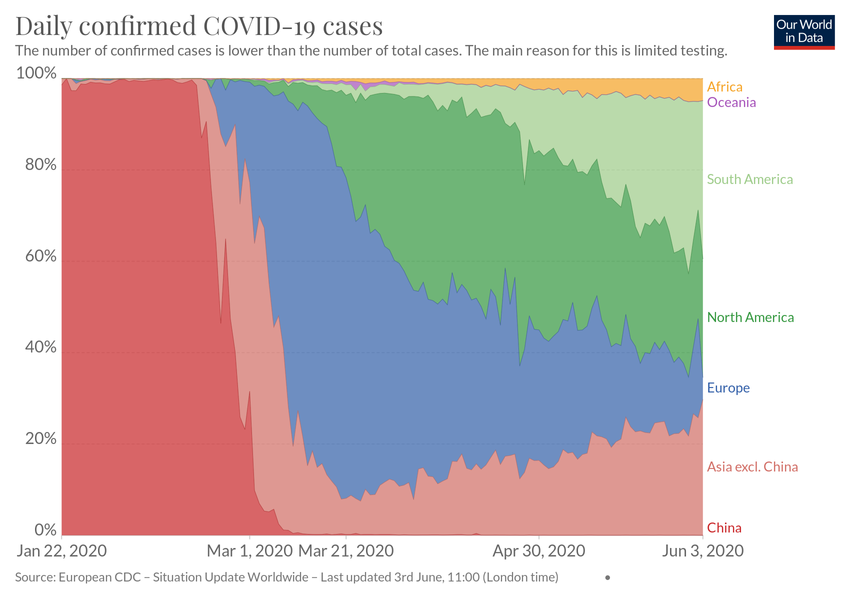 Daily confirmed COVID-19 cases
Our World
in Data
The number of confirmed cases is lower than the number of total cases. The main reason for this is limited testing.
100%
Africa
Oceania
80%
South America
60%
North America
40%
Europe
20%
Asia excl. China
0%
China
Jan 22, 2020
Mar 1, 2020
Mar 21, 2020
Apr 30, 2020
Jun 3, 2020
Source: European CDC – Situation Update Worldwide – Last updated 3rd June, 11:00 (London time)